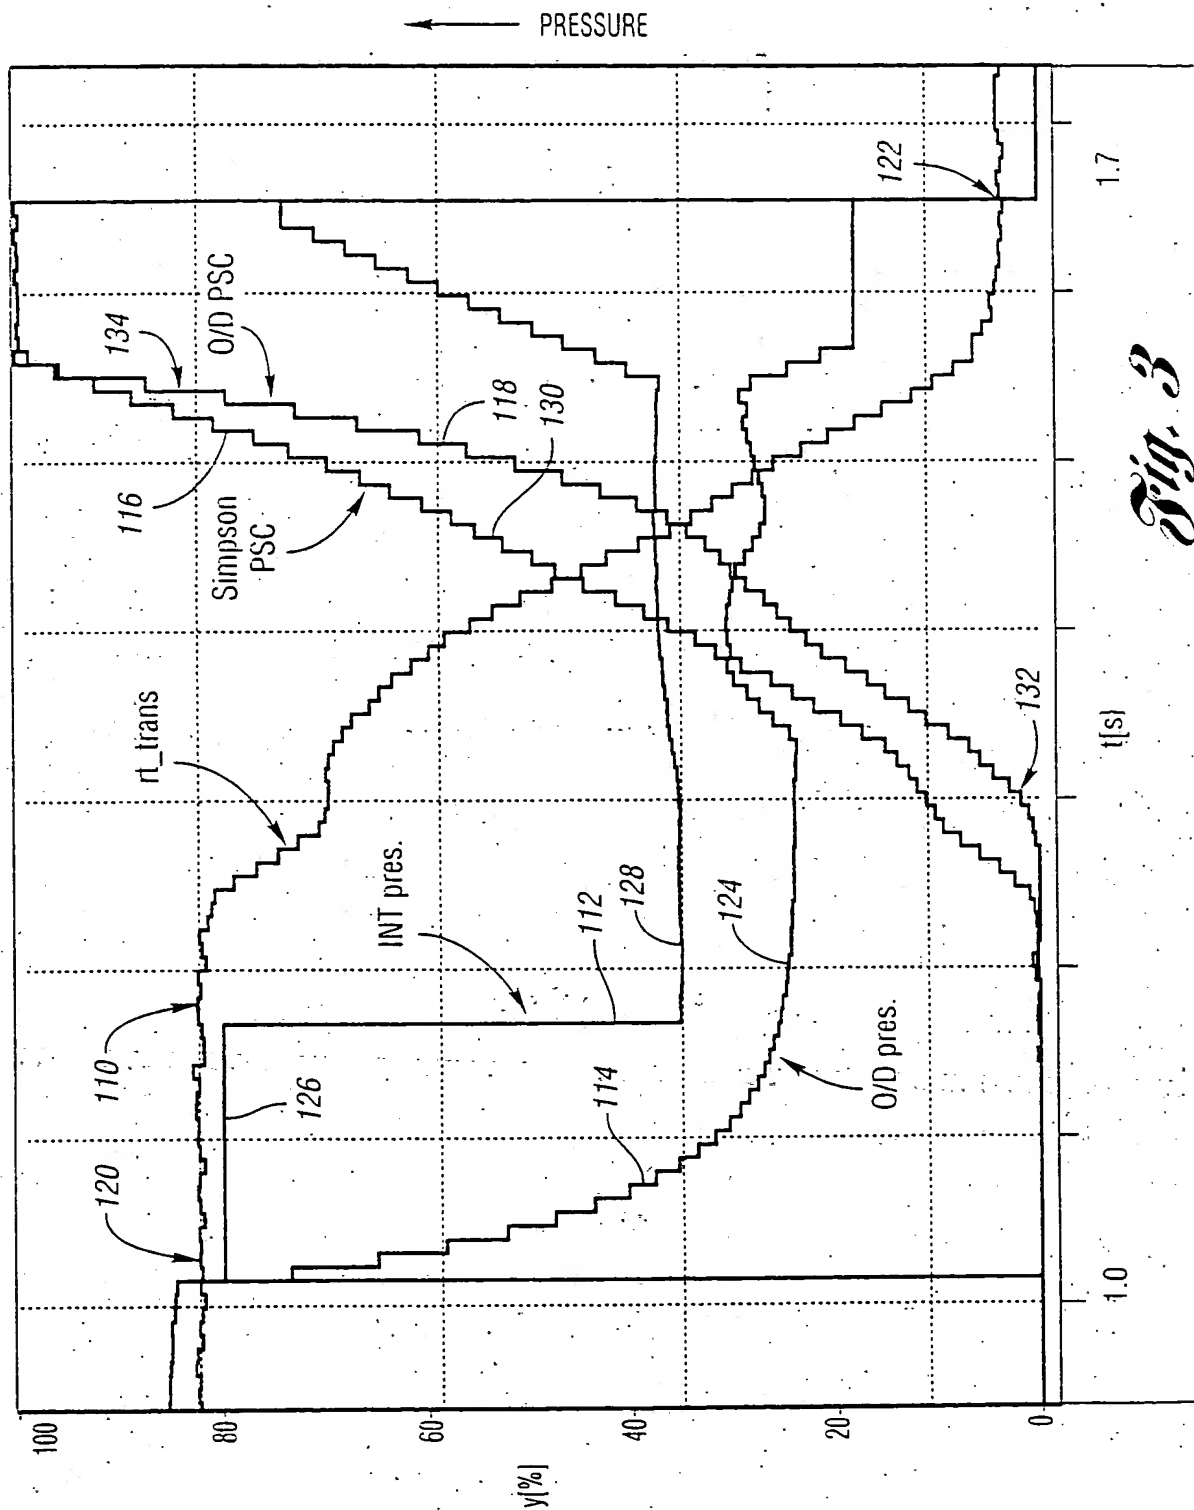 PRESSURE
100
80
60
40
20
0
y[%]
1.0
1.7
t[s]
120
110
126
114
112
INT pres.
O/D pres.
128
124
rt_trans
132
Simpson
PSC
116
130
118
134
O/D PSC
122
Fig. 3